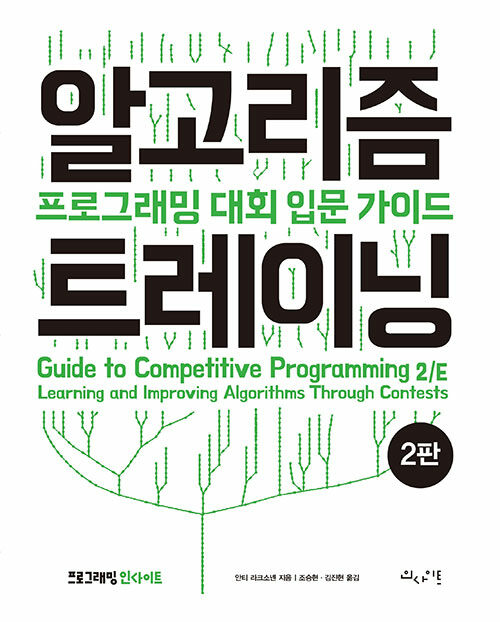 알고리즘
프로그래밍 대회 입문 가이드
트레이닝
Guide to Competitive Programming 2/E
Learning and Improving Algorithms Through Contests
2판
프로그래밍 인사이트
안티 라크소넨 지음 | 조승현 · 김진현 옮김
인사이트